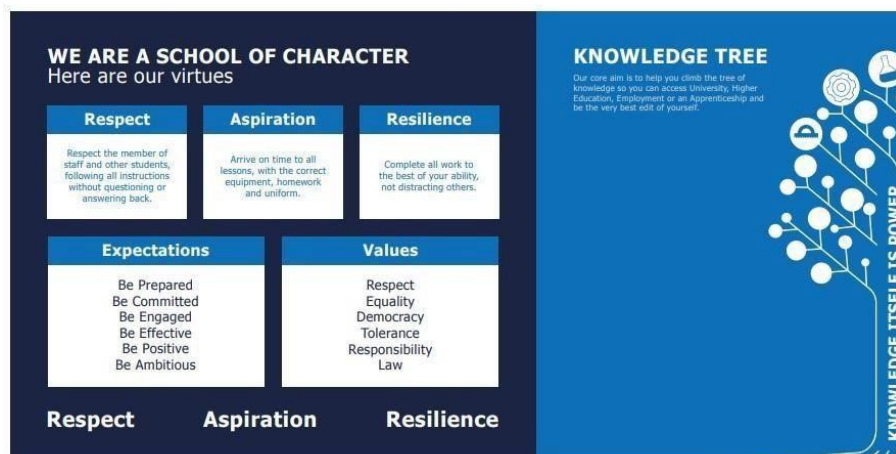 WE ARE A SCHOOL OF CHARACTER
Here are our virtues
Respect
Respect the member of
staff and other students,
following all instructions
without questioning or
answering back.
Aspiration
Arrive on time to all
lessons, with the correct
equipment, homework
and uniform.
Resilience
Complete all work to
the best of your ability,
not distracting others.
Expectations
Be Prepared
Be Committed
Be Engaged
Be Effective
Be Positive
Be Ambitious
Values
Respect
Equality
Democracy
Tolerance
Responsibility
Law
Respect Aspiration Resilience
KNOWLEDGE TREE
Our core aim is to help you climb the tree of
knowledge so you can access University, Higher
Education, Employment or an Apprenticeship and
be the very best edit of yourself.
KNOWLEDGE ITSELF IS POWER